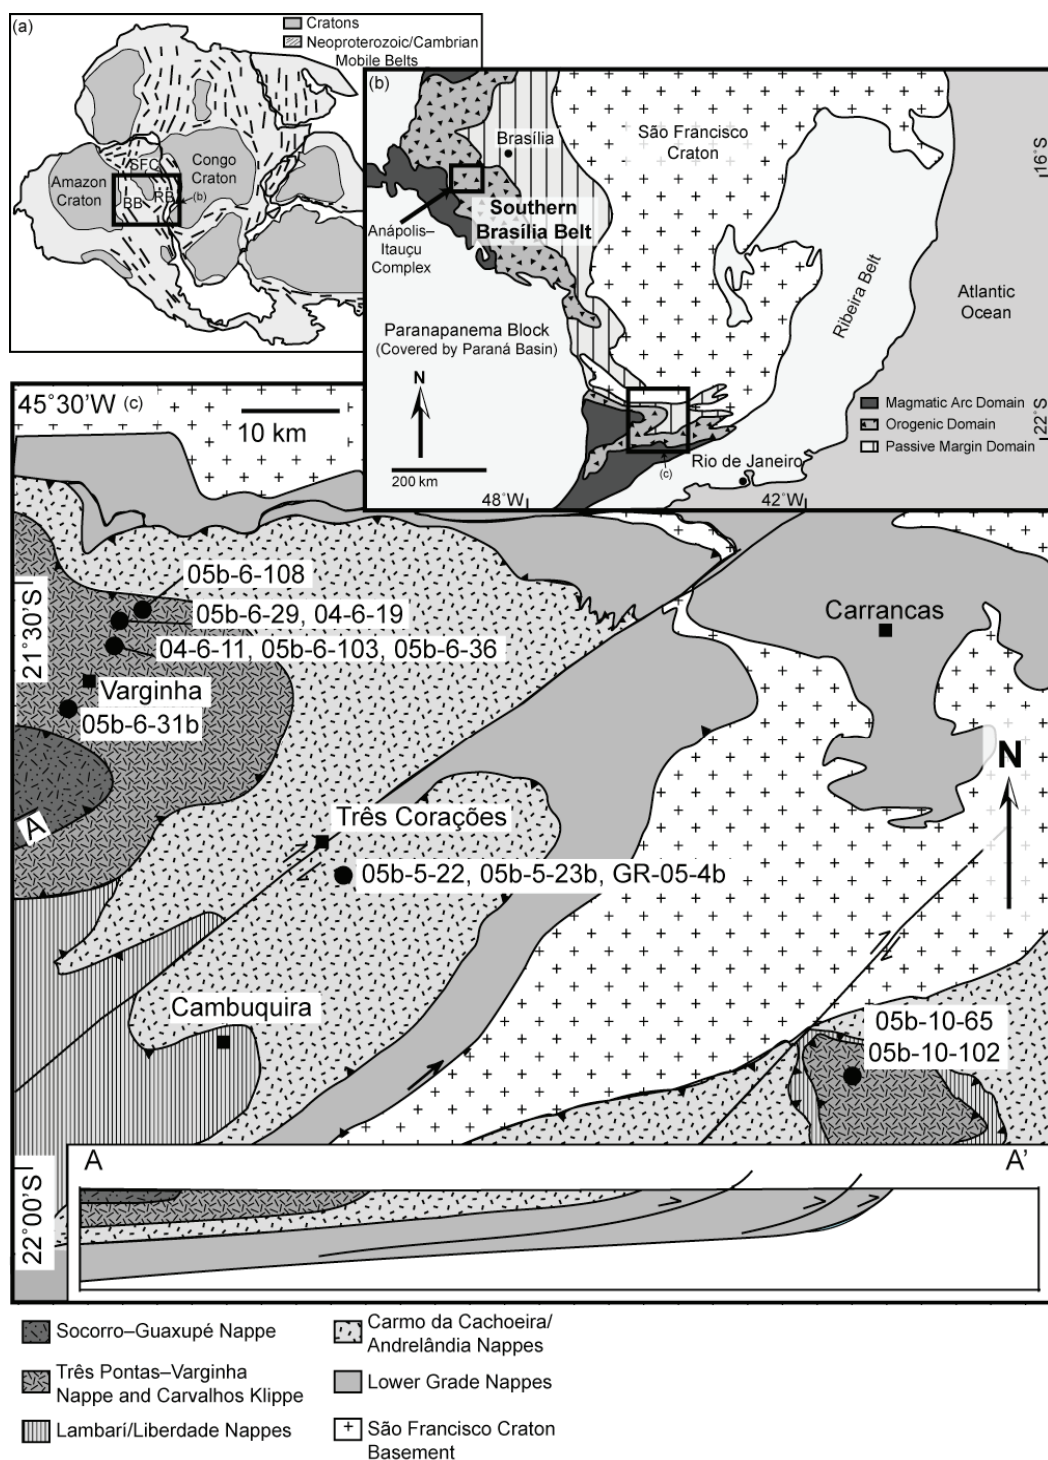 (a)
Cratons
Neoproterozoic/Cambrian
Mobile Belts
SFC
Congo
Craton
Amazon
Craton
BB
RB
(b)
(b)
Brasília
São Francisco
Craton
16°S
Southern
Brasília Belt
Anápolis–
Itauçu
Complex
Ribeira Belt
Atlantic
Ocean
Paranapanema Block
(Covered by Paraná Basin)
N
200 km
Magmatic Arc Domain
Orogenic Domain
Passive Margin Domain
22°S
Rio de Janeiro
(c)
48°W
42°W
45°30'W (c)
10 km
21°30'S
05b-6-108
05b-6-29, 04-6-19
04-6-11, 05b-6-103, 05b-6-36
Varginha
05b-6-31b
Carrancas
N
A
Três Corações
05b-5-22, 05b-5-23b, GR-05-4b
Cambuquira
05b-10-65
05b-10-102
22°00'S
A
A'
Socorro–Guaxupé Nappe
Três Pontas–Varginha
Nappe and Carvalhos Klippe
Lambarí/Liberdade Nappes
Carmo da Cachoeira/
Andrelândia Nappes
Lower Grade Nappes
São Francisco Craton
Basement